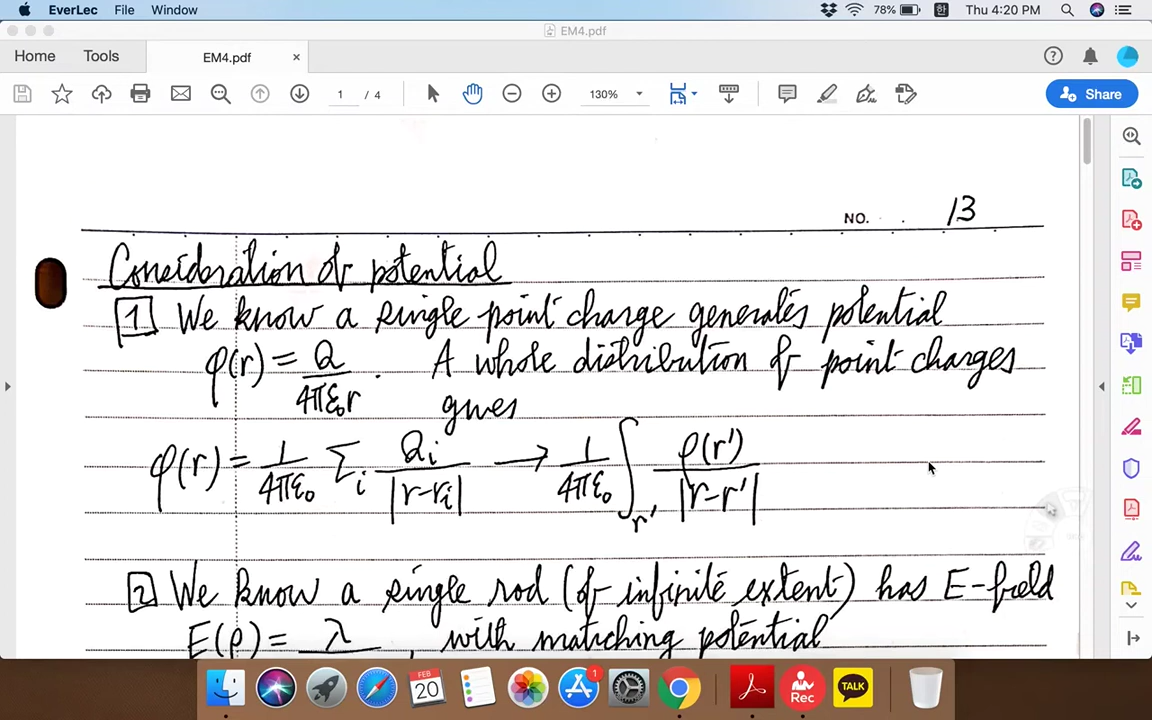 EverLec File Window 78% 한 Thu 4:20 PM
EM4.pdf
Home Tools EM4.pdf ×
1 / 4 130% Share
NO. 13
Consideration of potential
1 We know a single point charge generates potential
φ(r) = Q / 4πε₀r . A whole distribution of point charges
gives
φ(r) = 1/4πε₀ Σᵢ Qᵢ / |r-rᵢ| → 1/4πε₀ ∫r' ρ(r') / |r-r'|
2 We know a single rod (of infinite extent) has E-field
E(ρ) = λ , with matching potential
FEB
20
1
Rec
TALK